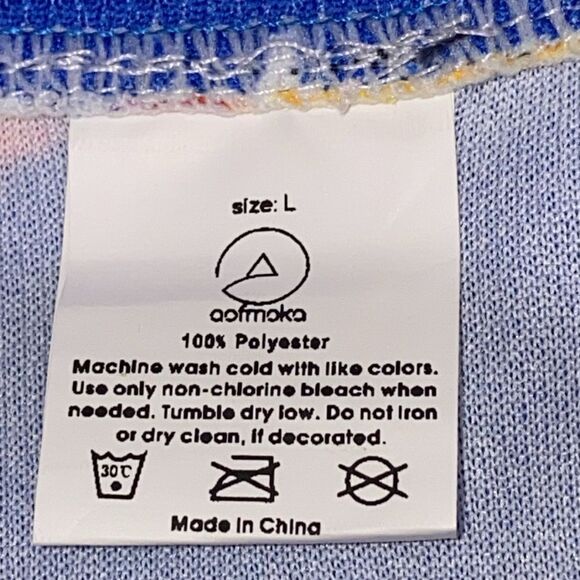 size: L
aofmoka
100% Polyester
Machine wash cold with like colors.
Use only non-chlorine bleach when
needed. Tumble dry low. Do not iron
or dry clean, if decorated.
30℃
Made in China